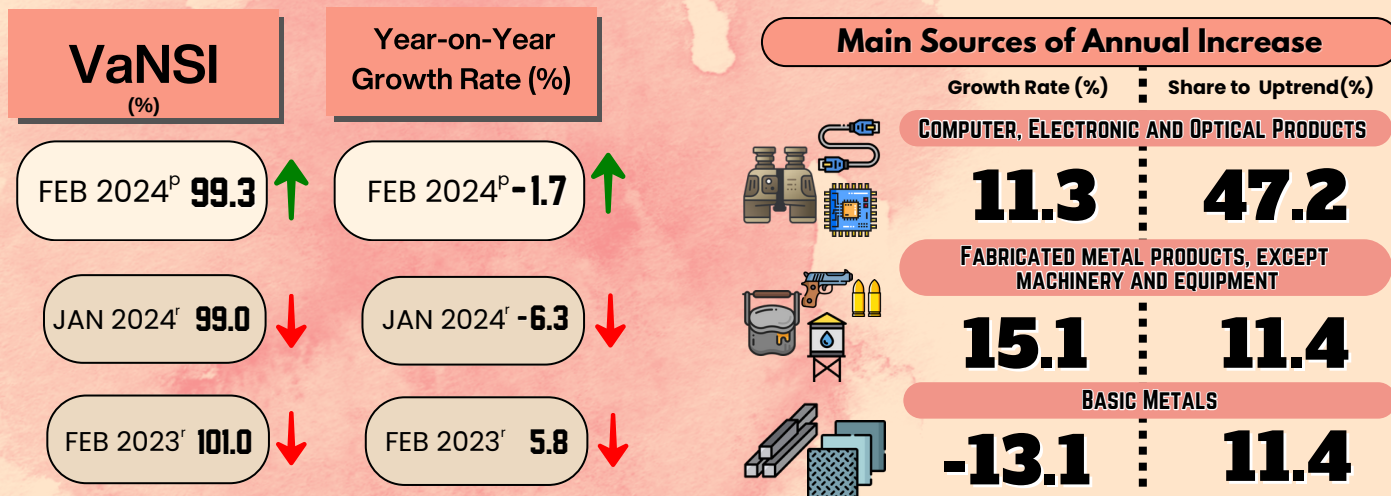 VaNSI
(%)
FEB 2024p 99.3
JAN 2024r 99.0
FEB 2023r 101.0
Year-on-Year
Growth Rate (%)
FEB 2024p -1.7
JAN 2024r -6.3
FEB 2023r 5.8
Main Sources of Annual Increase
Growth Rate (%) Share to Uptrend(%)
COMPUTER, ELECTRONIC AND OPTICAL PRODUCTS
11.3 47.2
FABRICATED METAL PRODUCTS, EXCEPT
MACHINERY AND EQUIPMENT
15.1 11.4
BASIC METALS
-13.1 11.4